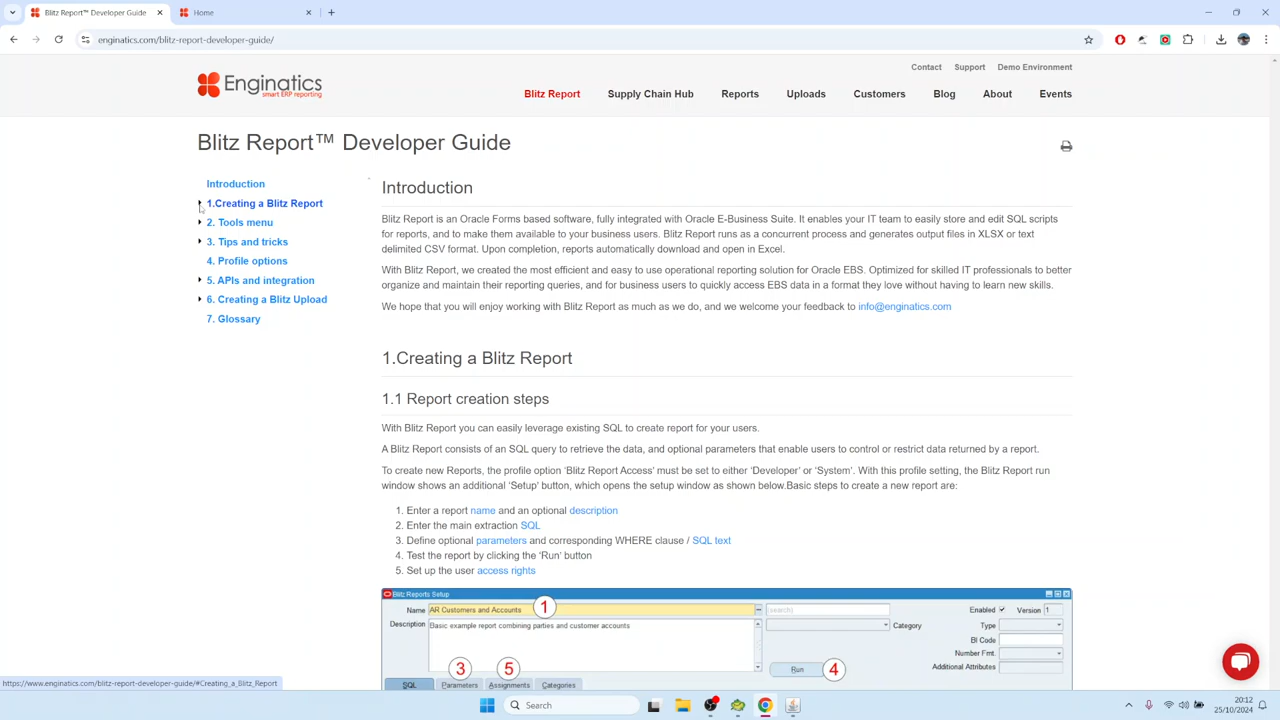 Blitz Report™ Developer Guide
Home
enginatics.com/blitz-report-developer-guide/
Contact
Support
Demo Environment
Enginatics
smart ERP reporting
Blitz Report
Supply Chain Hub
Reports
Uploads
Customers
Blog
About
Events
Blitz Report™ Developer Guide
Introduction
1.Creating a Blitz Report
2. Tools menu
3. Tips and tricks
4. Profile options
5. APIs and integration
6. Creating a Blitz Upload
7. Glossary
Introduction
Blitz Report is an Oracle Forms based software, fully integrated with Oracle E-Business Suite. It enables your IT team to easily store and edit SQL scripts
for reports, and to make them available to your business users. Blitz Report runs as a concurrent process and generates output files in XLSX or text
delimited CSV format. Upon completion, reports automatically download and open in Excel.
With Blitz Report, we created the most efficient and easy to use operational reporting solution for Oracle EBS. Optimized for skilled IT professionals to better
organize and maintain their reporting queries, and for business users to quickly access EBS data in a format they love without having to learn new skills.
We hope that you will enjoy working with Blitz Report as much as we do, and we welcome your feedback to info@enginatics.com
1.Creating a Blitz Report
1.1 Report creation steps
With Blitz Report you can easily leverage existing SQL to create report for your users.
A Blitz Report consists of an SQL query to retrieve the data, and optional parameters that enable users to control or restrict data returned by a report.
To create new Reports, the profile option ‘Blitz Report Access’ must be set to either ‘Developer’ or ‘System’. With this profile setting, the Blitz Report run
window shows an additional ‘Setup’ button, which opens the setup window as shown below.Basic steps to create a new report are:
1. Enter a report name and an optional description
2. Enter the main extraction SQL
3. Define optional parameters and corresponding WHERE clause / SQL text
4. Test the report by clicking the ‘Run’ button
5. Set up the user access rights
Blitz Reports Setup
Name AR Customers and Accounts 1 (search) Enabled Version 1
Description Basic example report combining parties and customer accounts Category Type
BI Code
Number Fmt.
Additional Attributes
3 5 Run 4
SQL Parameters Assignments Categories
https://www.enginatics.com/blitz-report-developer-guide/#Creating_a_Blitz_Report
Search
20:12
25/10/2024